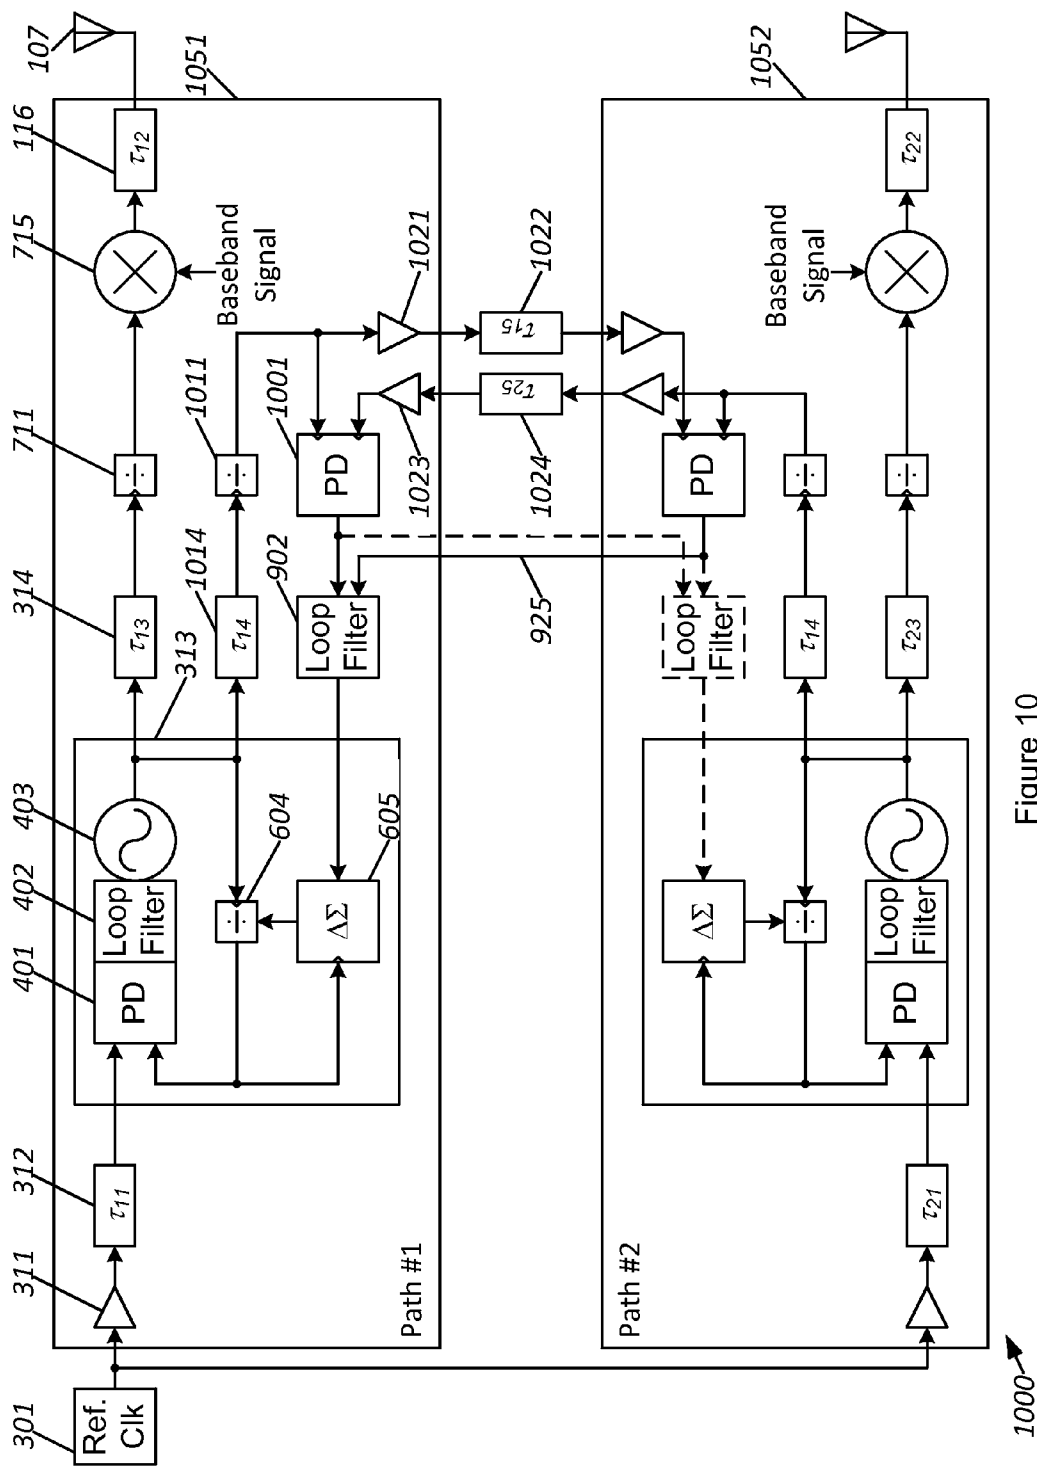 301
Ref.
Clk
311
312
τ11
401
PD
402
Loop
Filter
403
314
τ13
711
÷
715
116
τ12
107
Baseband
Signal
313
1014
τ14
1011
÷
604
÷
605
ΔΣ
902
Loop
Filter
1001
PD
1021
1023
1051
Path #1
925
τ15
1022
τ25
1024
Path #2
1052
ΔΣ
Loop
Filter
PD
÷
τ14
÷
Baseband
Signal
τ21
PD
Loop
Filter
τ23
÷
τ22
1000
Figure 10